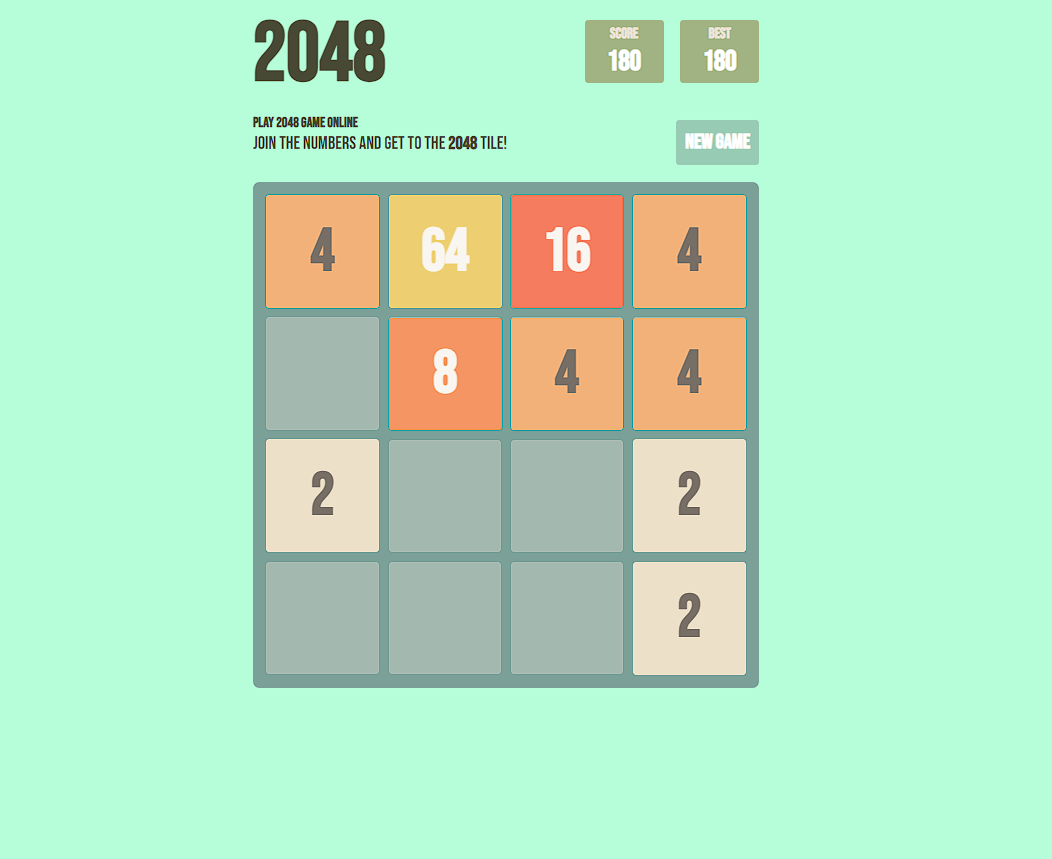 2048
SCORE
180
BEST
180
PLAY 2048 GAME ONLINE
JOIN THE NUMBERS AND GET TO THE 2048 TILE!
NEW GAME
4 64 16 4
8 4 4
2 2
2